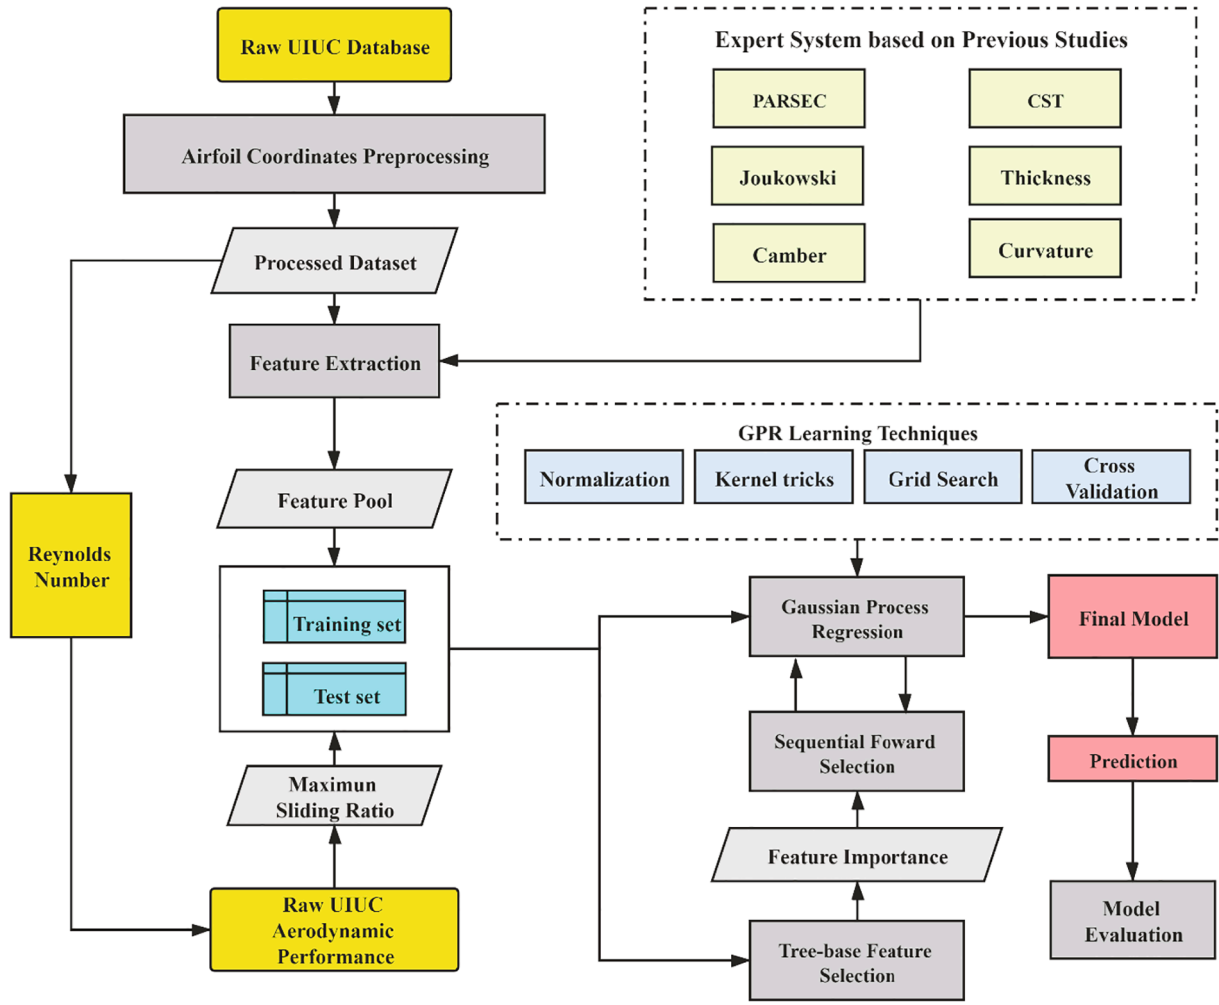 Raw UIUC Database
Airfoil Coordinates Preprocessing
Processed Dataset
Feature Extraction
Feature Pool
Reynolds
Number
Training set
Test set
Maximun
Sliding Ratio
Raw UIUC
Aerodynamic
Performance
Expert System based on Previous Studies
PARSEC
CST
Joukowski
Thickness
Camber
Curvature
GPR Learning Techniques
Normalization
Kernel tricks
Grid Search
Cross
Validation
Gaussian Process
Regression
Sequential Foward
Selection
Feature Importance
Tree-base Feature
Selection
Final Model
Prediction
Model
Evaluation